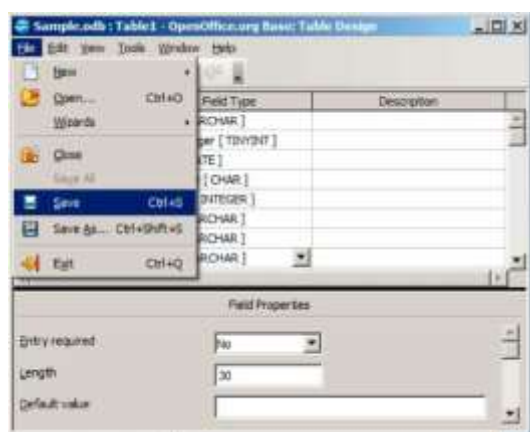 Sample.odb : Table1 - OpenOffice.org Base: Table Design
File Edit View Tools Window Help
New
Open... Ctrl+O
Wizards
Close
Save All
Save Ctrl+S
Save As... Ctrl+Shift+S
Exit Ctrl+Q
Field Type Description
RCHAR ]
ger [ TINYINT ]
TE ]
[ CHAR ]
INTEGER ]
RCHAR ]
RCHAR ]
RCHAR ]
Field Properties
Entry required No
Length 30
Default value